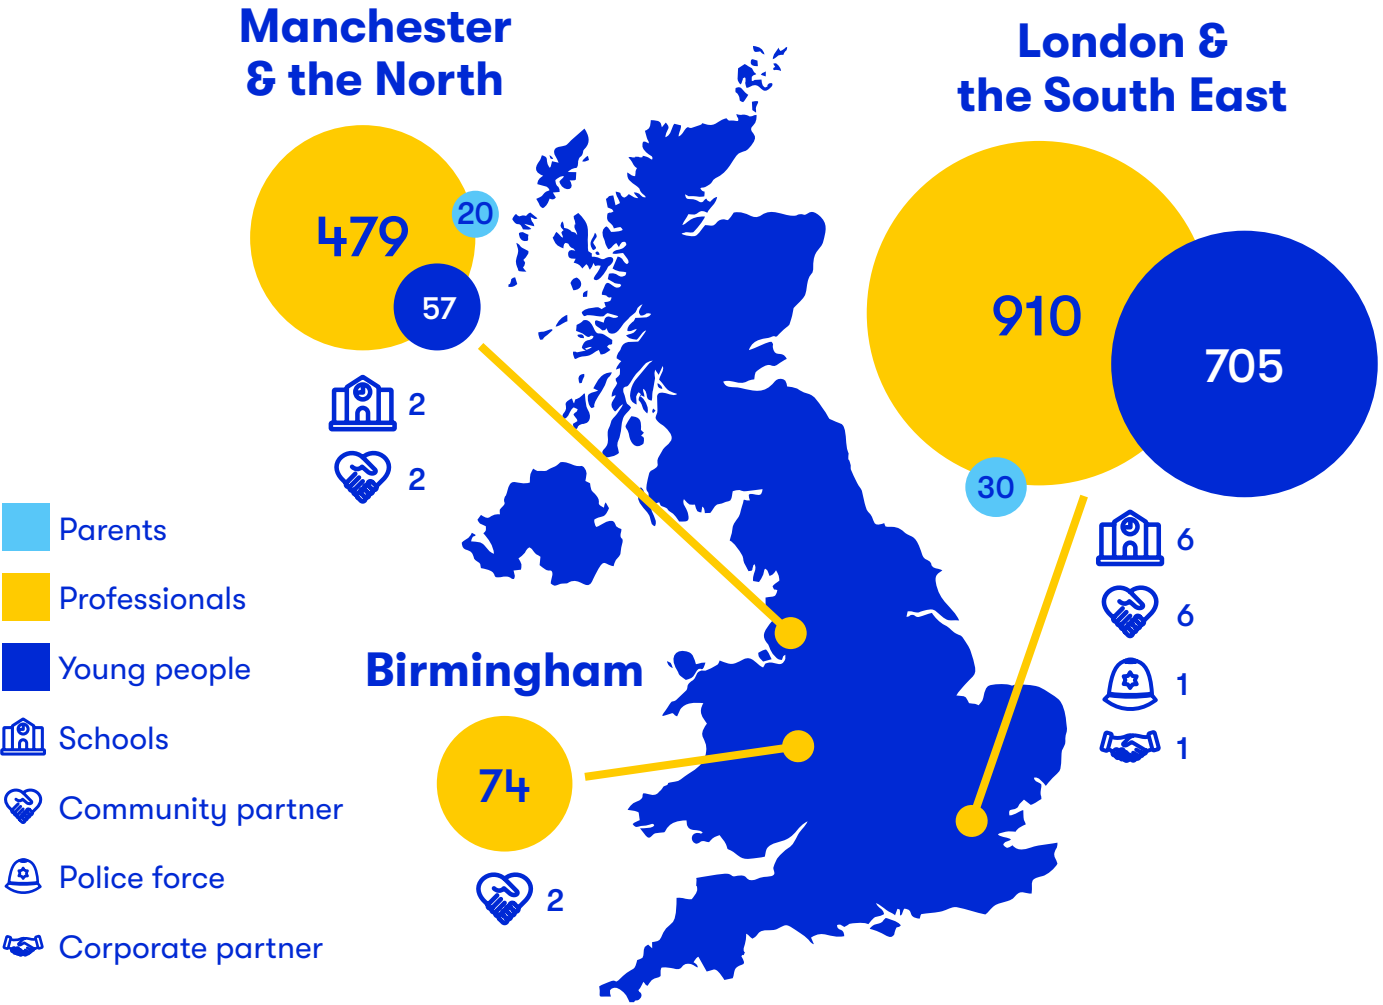 Manchester
& the North
479
20
57
2
2
London &
the South East
910
705
30
6
6
1
1
Birmingham
74
2
Parents
Professionals
Young people
Schools
Community partner
Police force
Corporate partner